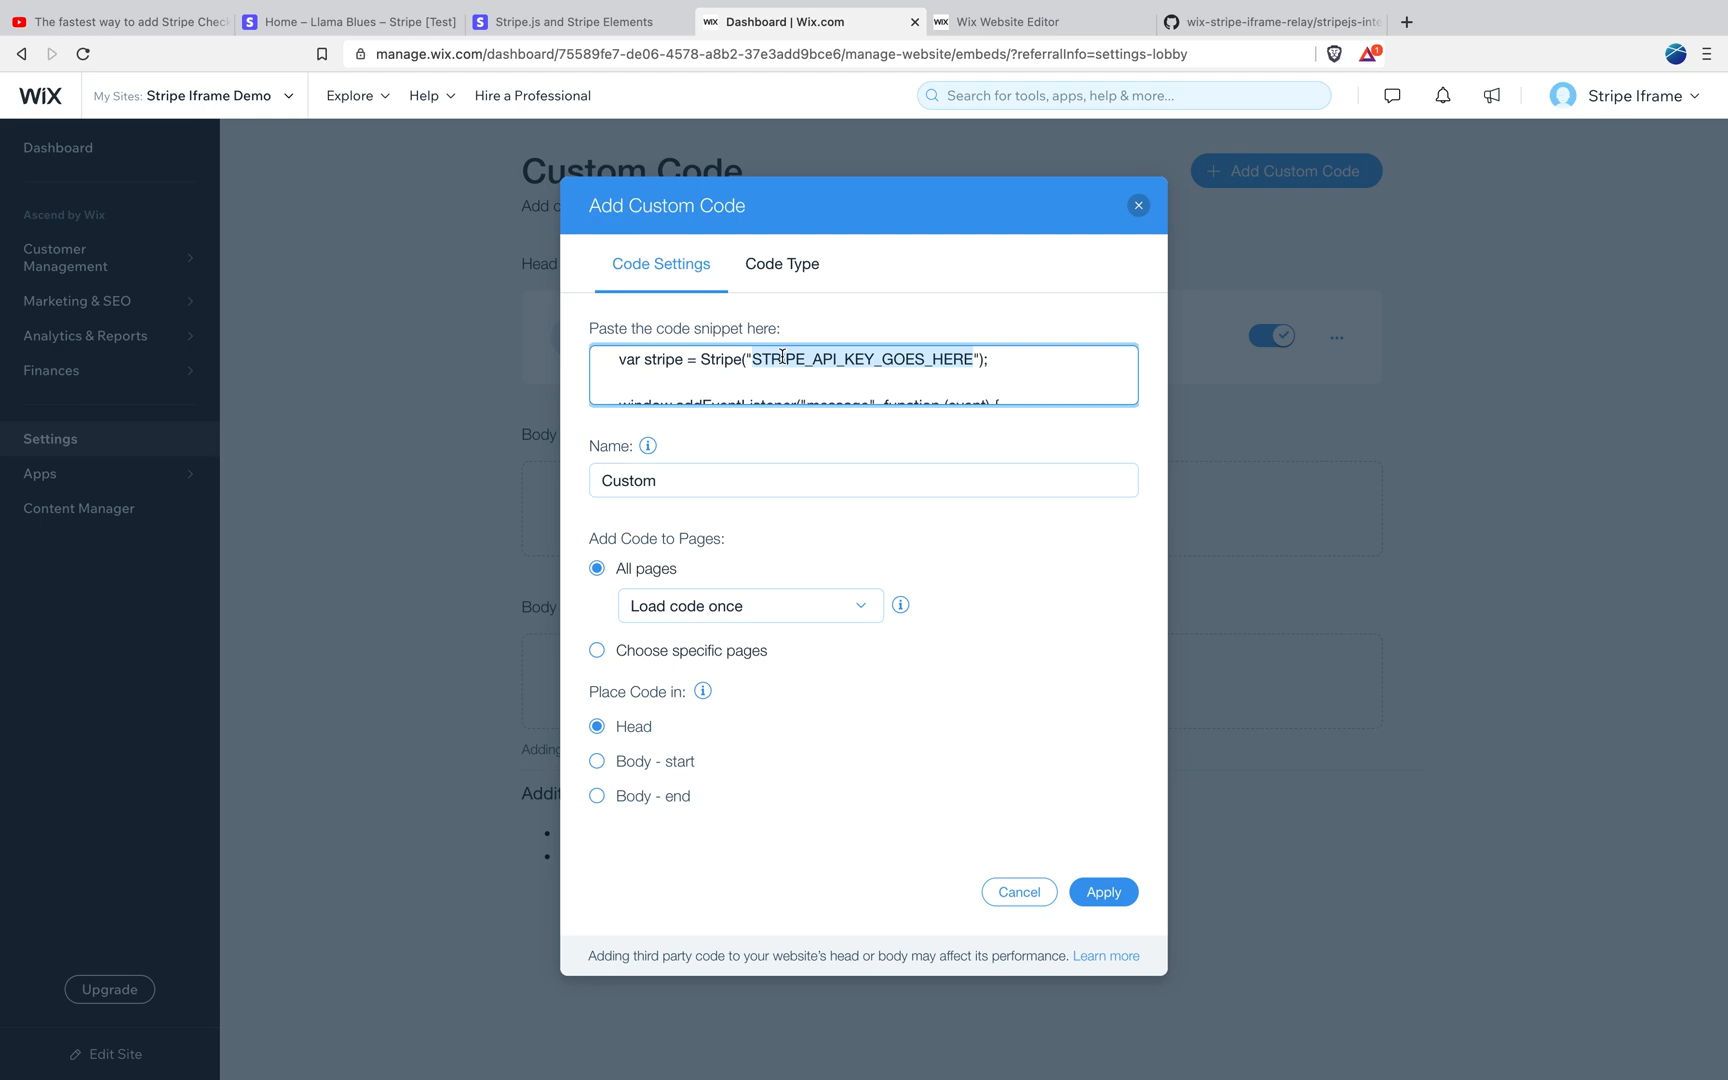 The fastest way to add Stripe Chec
Home – Llama Blues – Stripe [Test]
Stripe.js and Stripe Elements
WIX Dashboard | Wix.com
WIX Wix Website Editor
wix-stripe-iframe-relay/stripejs-inte
manage.wix.com/dashboard/75589fe7-de06-4578-a8b2-37e3add9bce6/manage-website/embeds/?referralInfo=settings-lobby
1
WIX
My Sites: Stripe Iframe Demo
Explore
Help
Hire a Professional
Search for tools, apps, help & more...
Stripe Iframe
Dashboard
Ascend by Wix
Customer
Management
Marketing & SEO
Analytics & Reports
Finances
Settings
Apps
Content Manager
Upgrade
Edit Site
Custom Code
+ Add Custom Code
Add c
Head
Body
Body
Adding
Addit
Add Custom Code
Code Settings
Code Type
Paste the code snippet here:
var stripe = Stripe("STRIPE_API_KEY_GOES_HERE");
window.addEventListener("message", function (event) {
Name:
Custom
Add Code to Pages:
All pages
Load code once
Choose specific pages
Place Code in:
Head
Body - start
Body - end
Cancel
Apply
Adding third party code to your website's head or body may affect its performance. Learn more